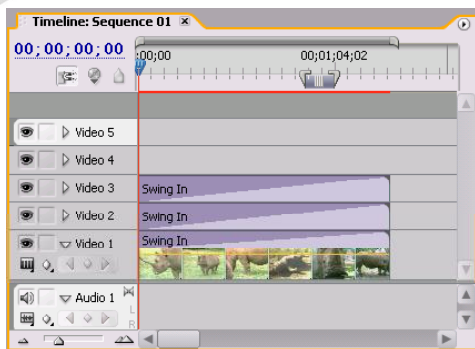 Timeline: Sequence 01
00;00;00;00
;00;00
00;01;04;02
Video 5
Video 4
Video 3
Swing In
Video 2
Swing In
Video 1
Swing In
Audio 1
L
R